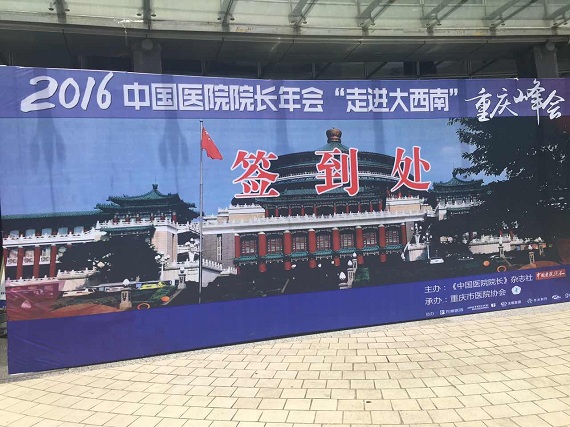 2016 中国医院院长年会 “走进大西南” 重庆峰会
签到处
主办：《中国医院院长》杂志社
承办：重庆市医院协会